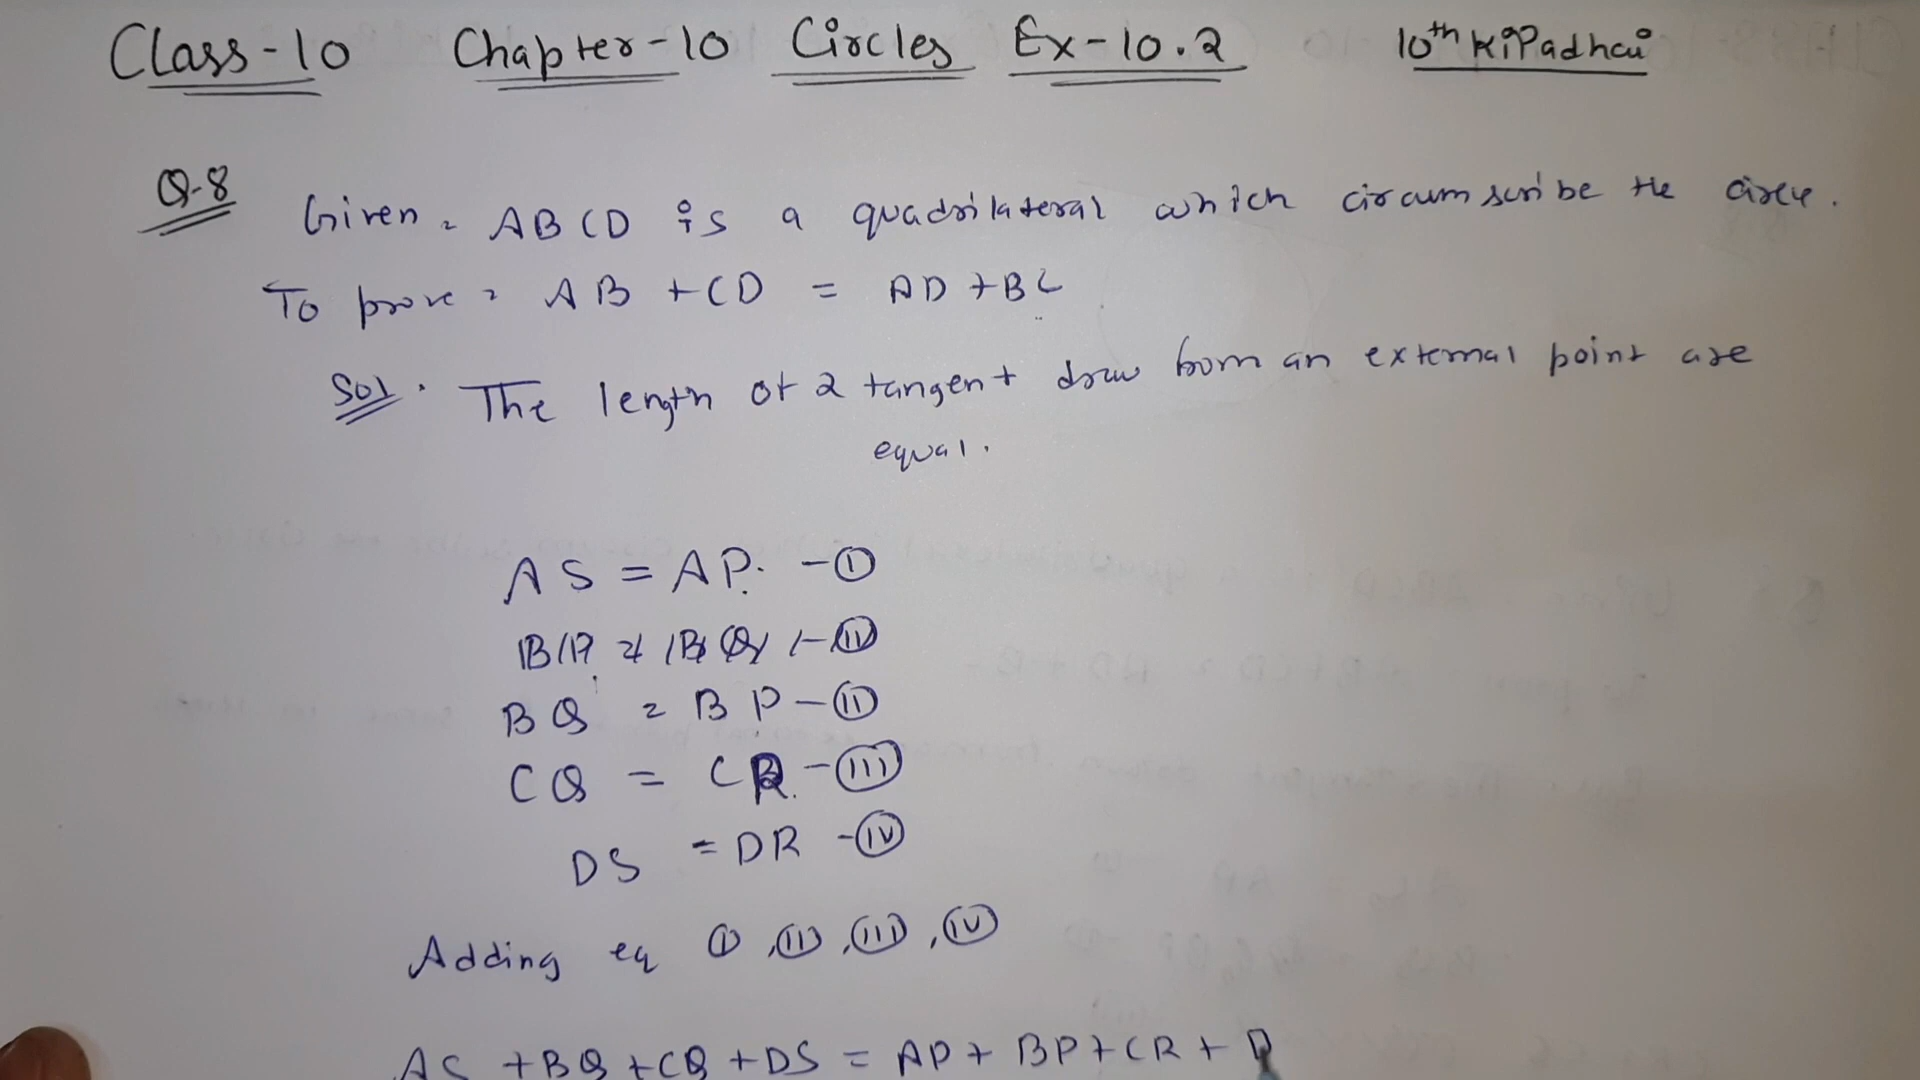 Class-10 Chapter-10 Circles Ex-10.2 10th Ki Padhai
Q-8 Given = ABCD is a quadrilateral which circumscribe the circle.
To prove = AB + CD = AD + BC
Sol. The length of 2 tangent draw from an external point are
equal.
AS = AP. -(i)
BQ = BP -(ii)
CQ = CR. -(iii)
DS = DR -(iv)
Adding eq (i), (ii), (iii), (iv)
AS + BQ + CQ + DS = AP + BP + CR + D